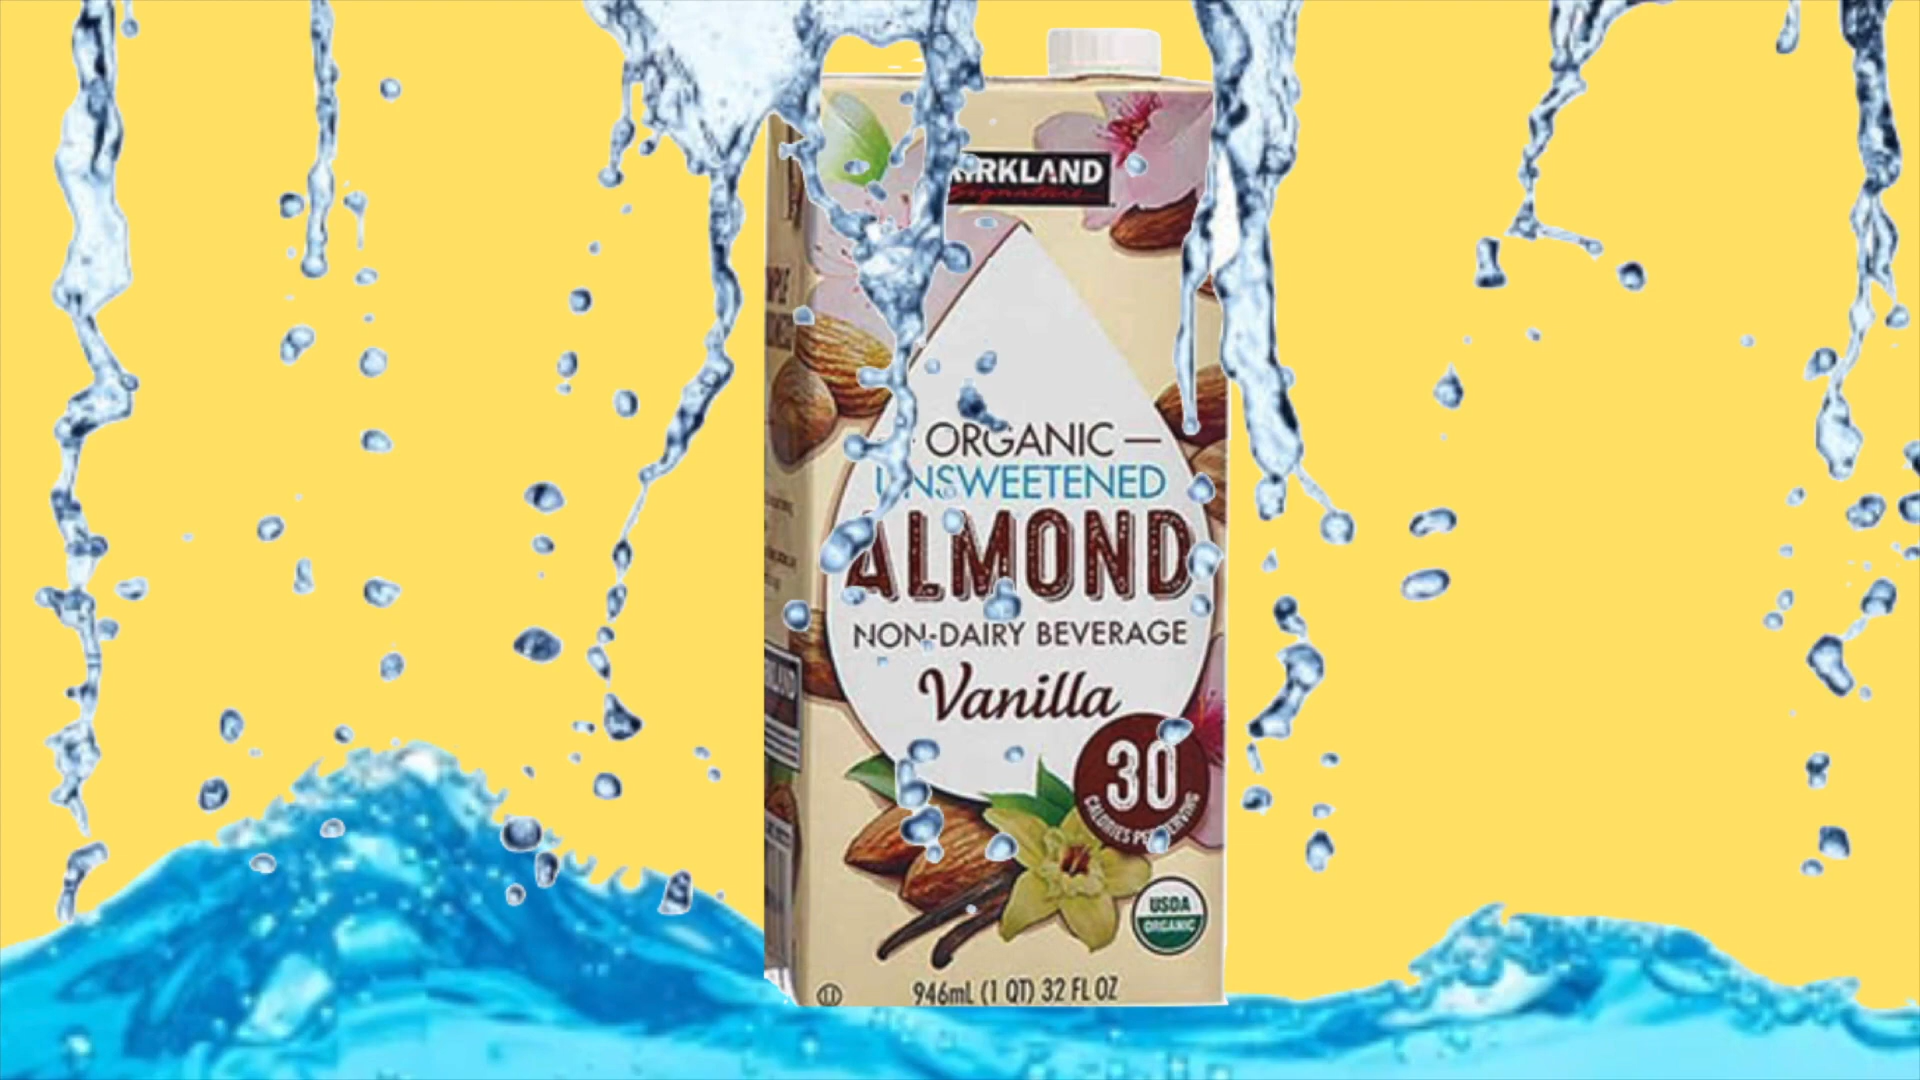 KIRKLAND
Signature
ORGANIC —
UNSWEETENED
ALMOND
NON-DAIRY BEVERAGE
Vanilla
30
CALORIES PER SERVING
USDA
ORGANIC
946mL (1 QT) 32 FL OZ